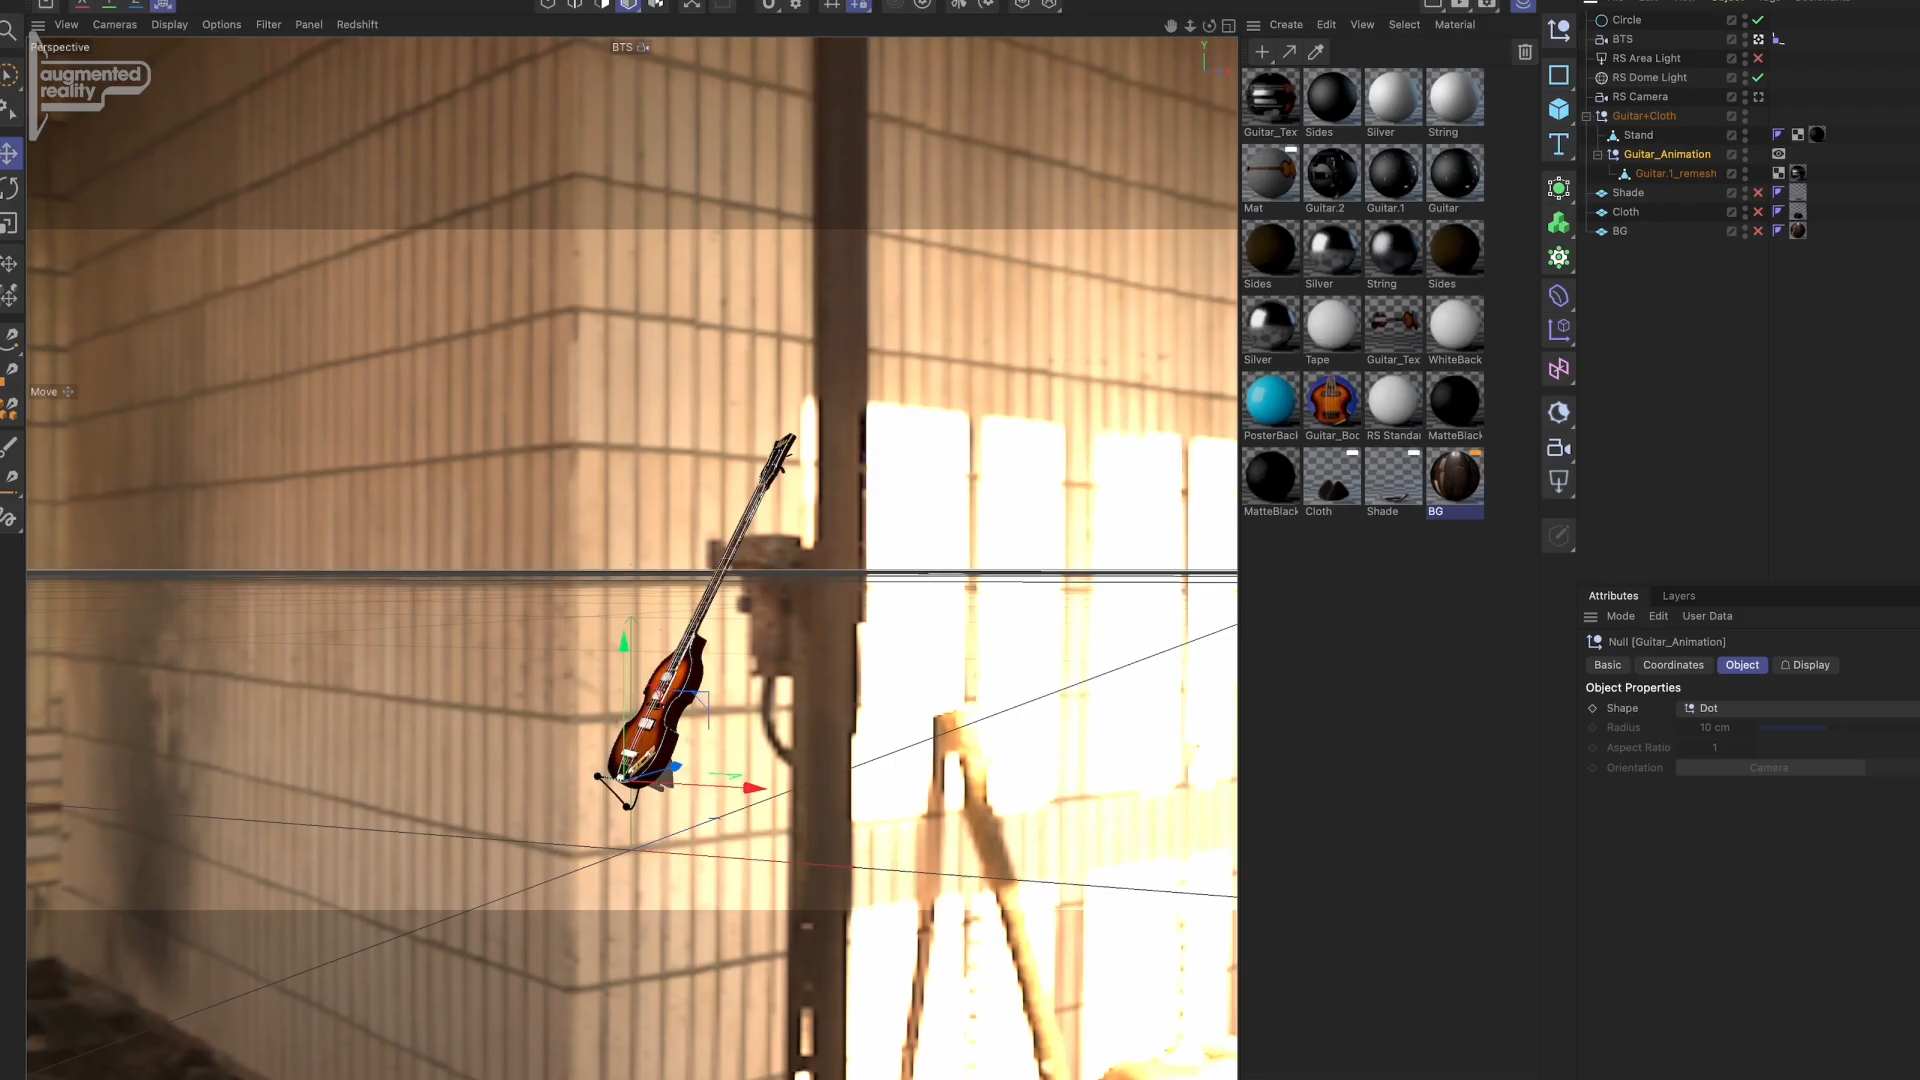 View Cameras Display Options Filter Panel Redshift
Perspective
BTS
augmented
reality
Move
Y
Create Edit View Select Material
Guitar_Tex Sides Silver String
Mat Guitar.2 Guitar.1 Guitar
Sides Silver String Sides
Silver Tape Guitar_Tex WhiteBack
PosterBack Guitar_Boc RS Standar MatteBlack
MatteBlack Cloth Shade BG
Circle
BTS
RS Area Light
RS Dome Light
RS Camera
Guitar+Cloth
Stand
Guitar_Animation
Guitar.1_remesh
Shade
Cloth
BG
Attributes Layers
Mode Edit User Data
Null [Guitar_Animation]
Basic Coordinates Object Display
Object Properties
Shape Dot
Radius 10 cm
Aspect Ratio 1
Orientation Camera